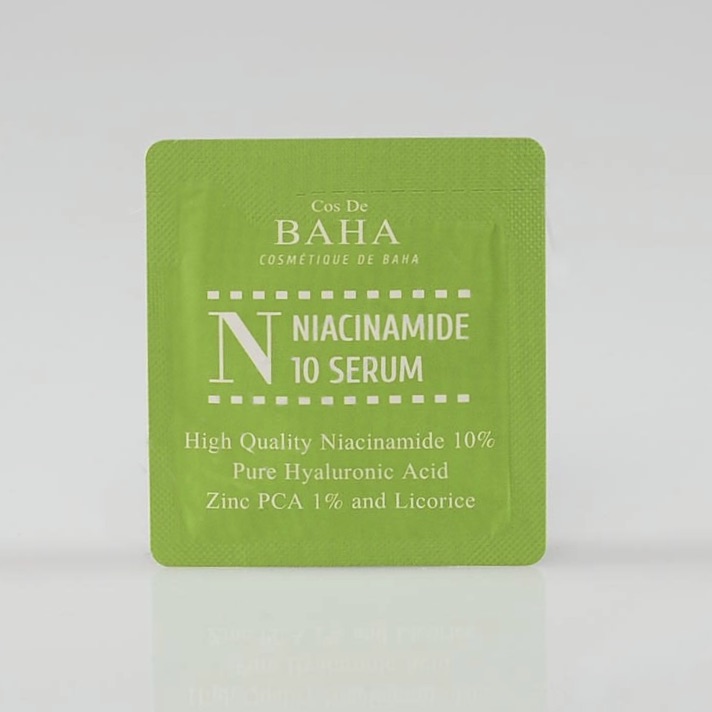 Cos De
BAHA
COSMÉTIQUE DE BAHA
N NIACINAMIDE
10 SERUM
High Quality Niacinamide 10%
Pure Hyaluronic Acid
Zinc PCA 1% and Licorice